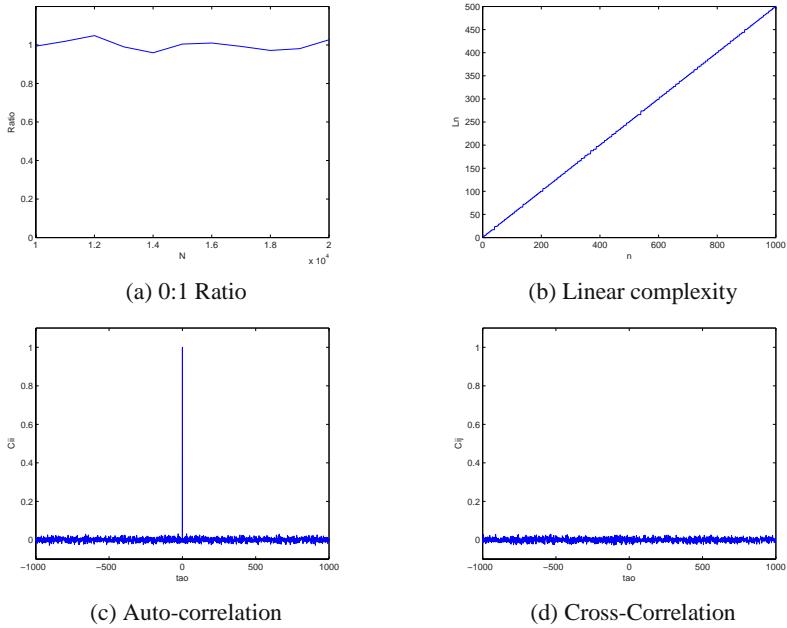 1
0.8
0.6
0.4
0.2
0
Ratio
1 1.2 1.4 1.6 1.8 2
N
x 10⁴
(a) 0:1 Ratio
500
450
400
350
300
250
200
150
100
50
0
Ln
0 200 400 600 800 1000
n
(b) Linear complexity
1
0.8
0.6
0.4
0.2
0
Cii
−1000 −500 0 500 1000
tao
(c) Auto-correlation
1
0.8
0.6
0.4
0.2
0
Cij
−1000 −500 0 500 1000
tao
(d) Cross-Correlation